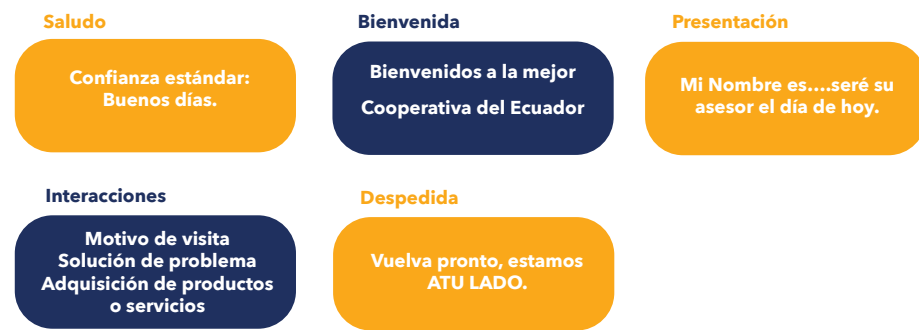 Saludo
Confianza estándar:
Buenos días.
Bienvenida
Bienvenidos a la mejor
Cooperativa del Ecuador
Presentación
Mi Nombre es....seré su
asesor el día de hoy.
Interacciones
Motivo de visita
Solución de problema
Adquisición de productos
o servicios
Despedida
Vuelva pronto, estamos
ATU LADO.